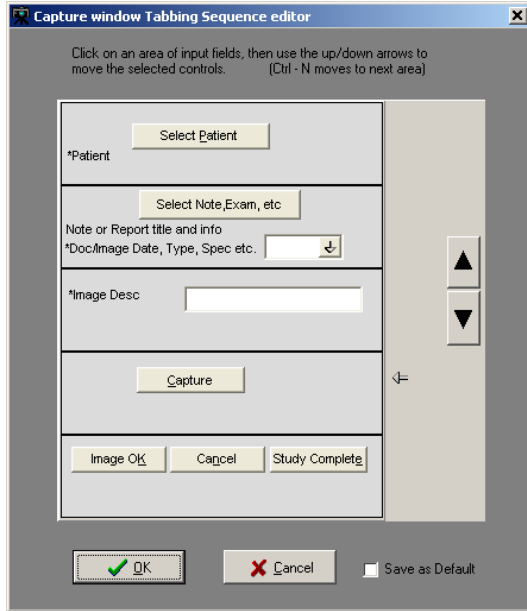 Capture window Tabbing Sequence editor
Click on an area of input fields, then use the up/down arrows to
move the selected controls. (Ctrl - N moves to next area)
Select Patient
*Patient
Select Note,Exam, etc
Note or Report title and info
*Doc/Image Date, Type, Spec etc.
*Image Desc
Capture
Image OK Cancel Study Complete
OK Cancel Save as Default